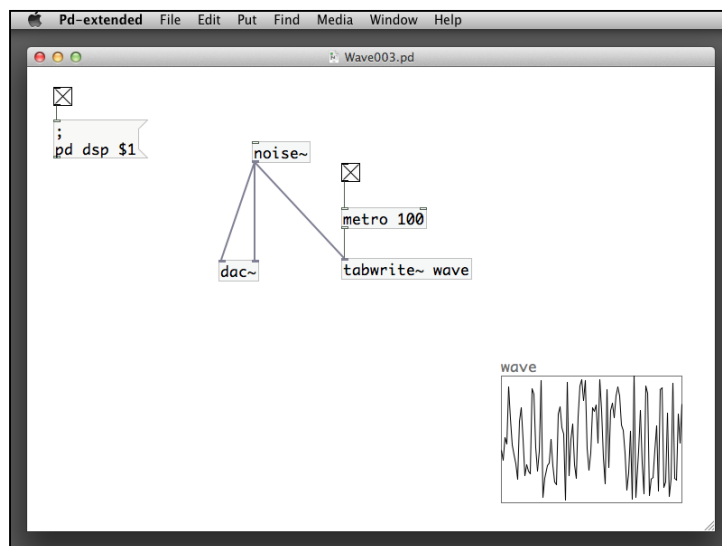 Pd-extended File Edit Put Find Media Window Help
Wave003.pd
;
pd dsp $1
noise~
metro 100
dac~
tabwrite~ wave
wave